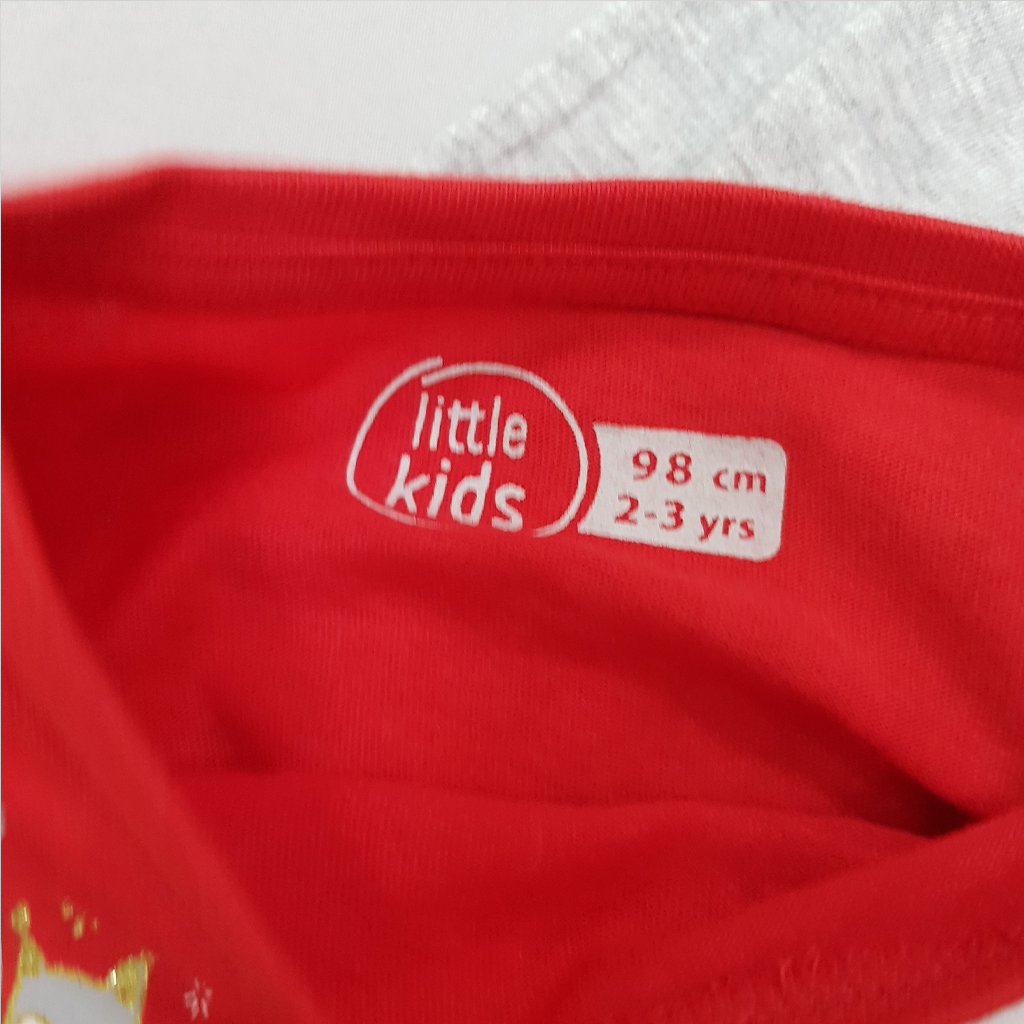 little
kids
98 cm
2-3 yrs